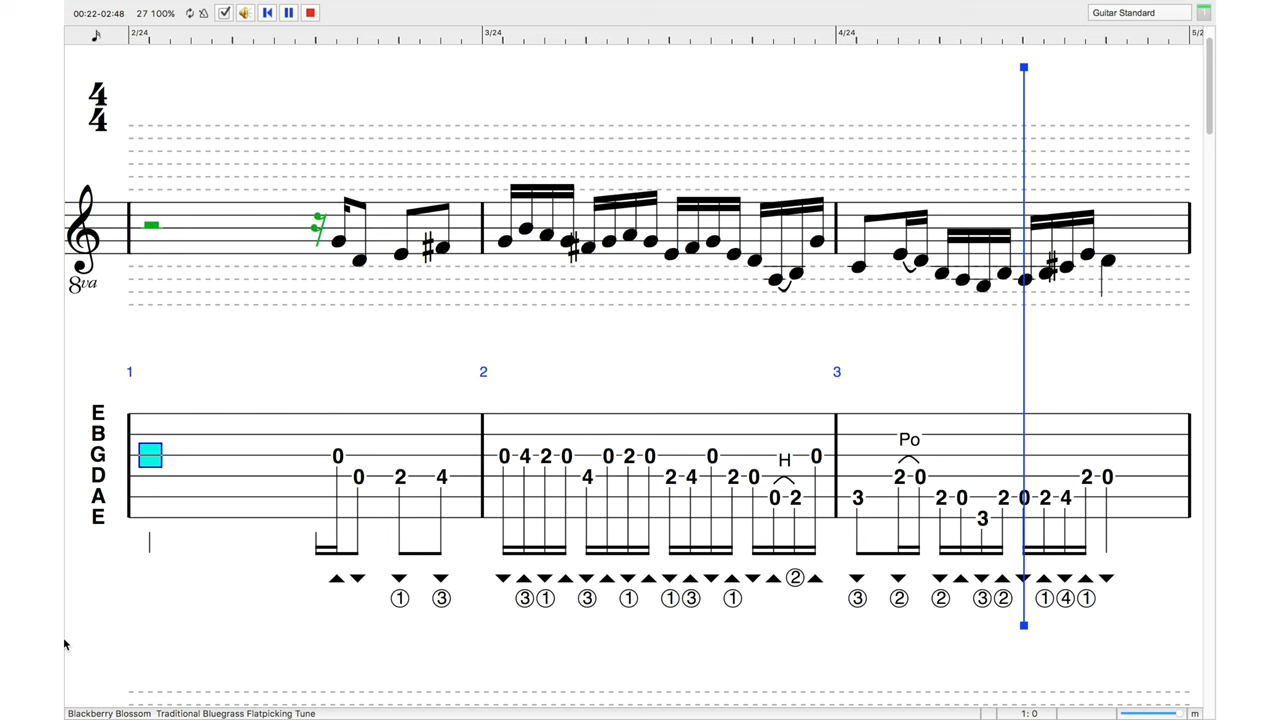 00:22-02:48 27 100% Guitar Standard 1
2/24 3/24 4/24 5/2
4
4
8va
1 2 3
E
B Po
G 0 0 4 2 0 0 2 0 0 H 0
D 0 2 4 4 2 4 2 0 2 0 2 0
A 0 2 3 2 0 2 0 2 4
E 3
2
1 3 3 1 3 1 1 3 1 3 2 2 3 2 1 4 1
Blackberry Blossom Traditional Bluegrass Flatpicking Tune 1: 0 m